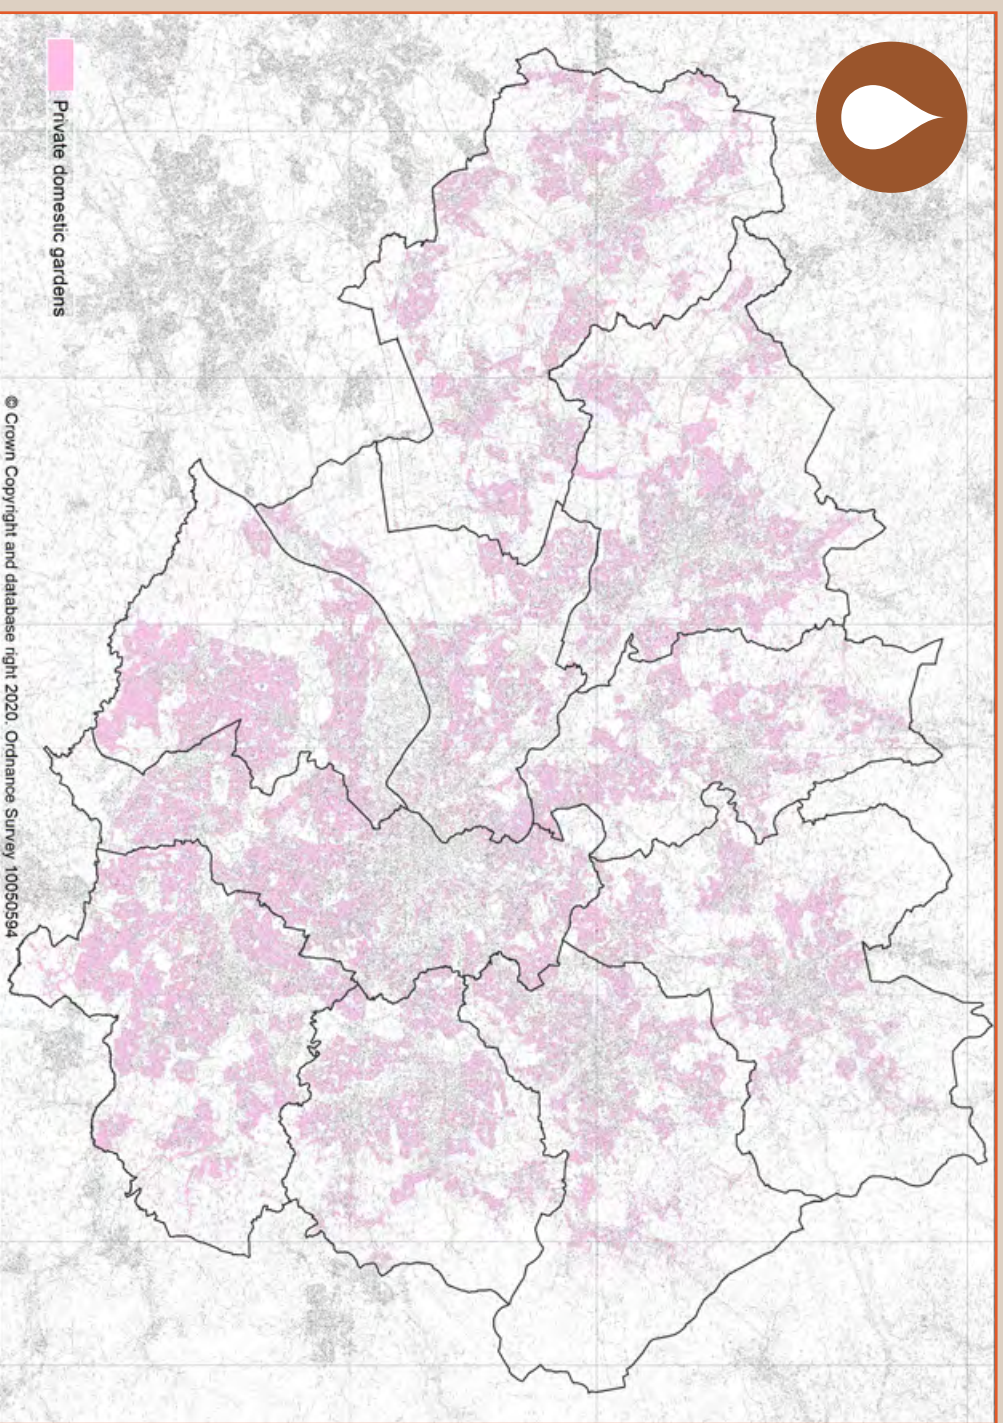 Private domestic gardens
© Crown Copyright and database right 2020. Ordnance Survey 10050594